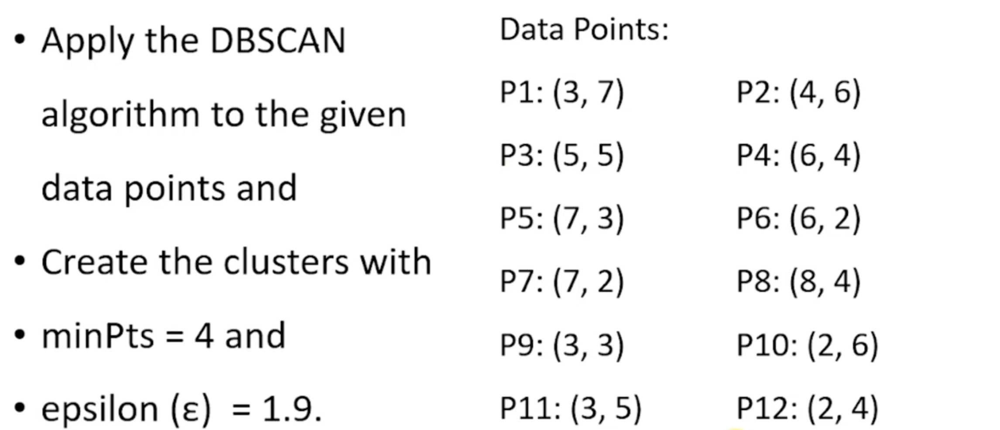 • Apply the DBSCAN
algorithm to the given
data points and
• Create the clusters with
• minPts = 4 and
• epsilon (ε) = 1.9.
Data Points:
P1: (3, 7) P2: (4, 6)
P3: (5, 5) P4: (6, 4)
P5: (7, 3) P6: (6, 2)
P7: (7, 2) P8: (8, 4)
P9: (3, 3) P10: (2, 6)
P11: (3, 5) P12: (2, 4)